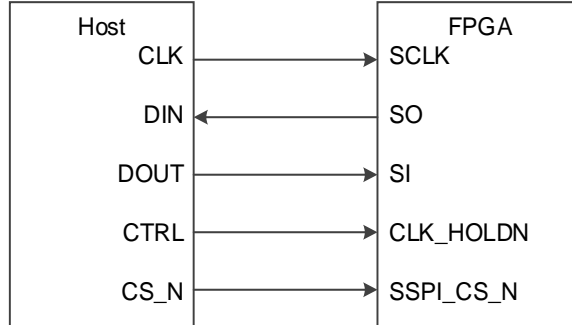 Host FPGA
CLK SCLK
DIN SO
DOUT SI
CTRL CLK_HOLDN
CS_N SSPI_CS_N